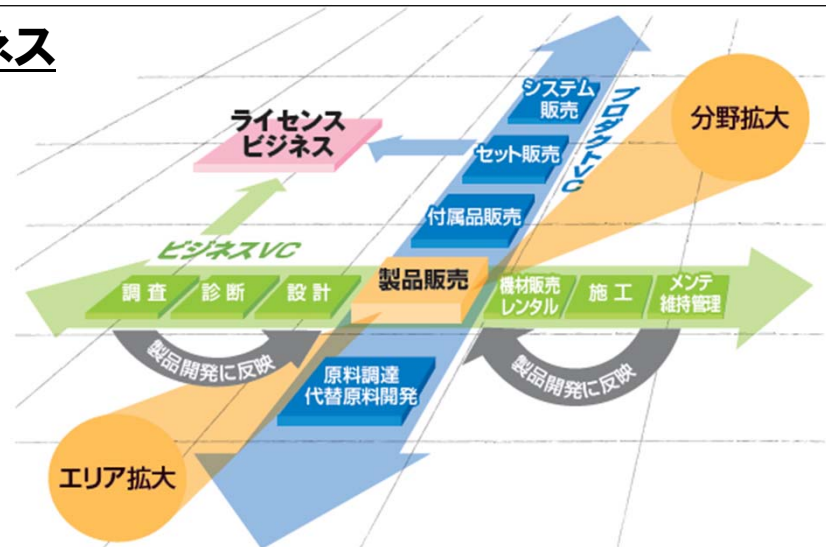 ネス
システム
販売
プロダクトVC
分野拡大
ライセンス
ビジネス
セット販売
付属品販売
ビジネスVC
調査
診断
設計
製品販売
機材販売
レンタル
施工
メンテ
維持管理
製品開発に反映
製品開発に反映
原料調達
代替原料開発
エリア拡大